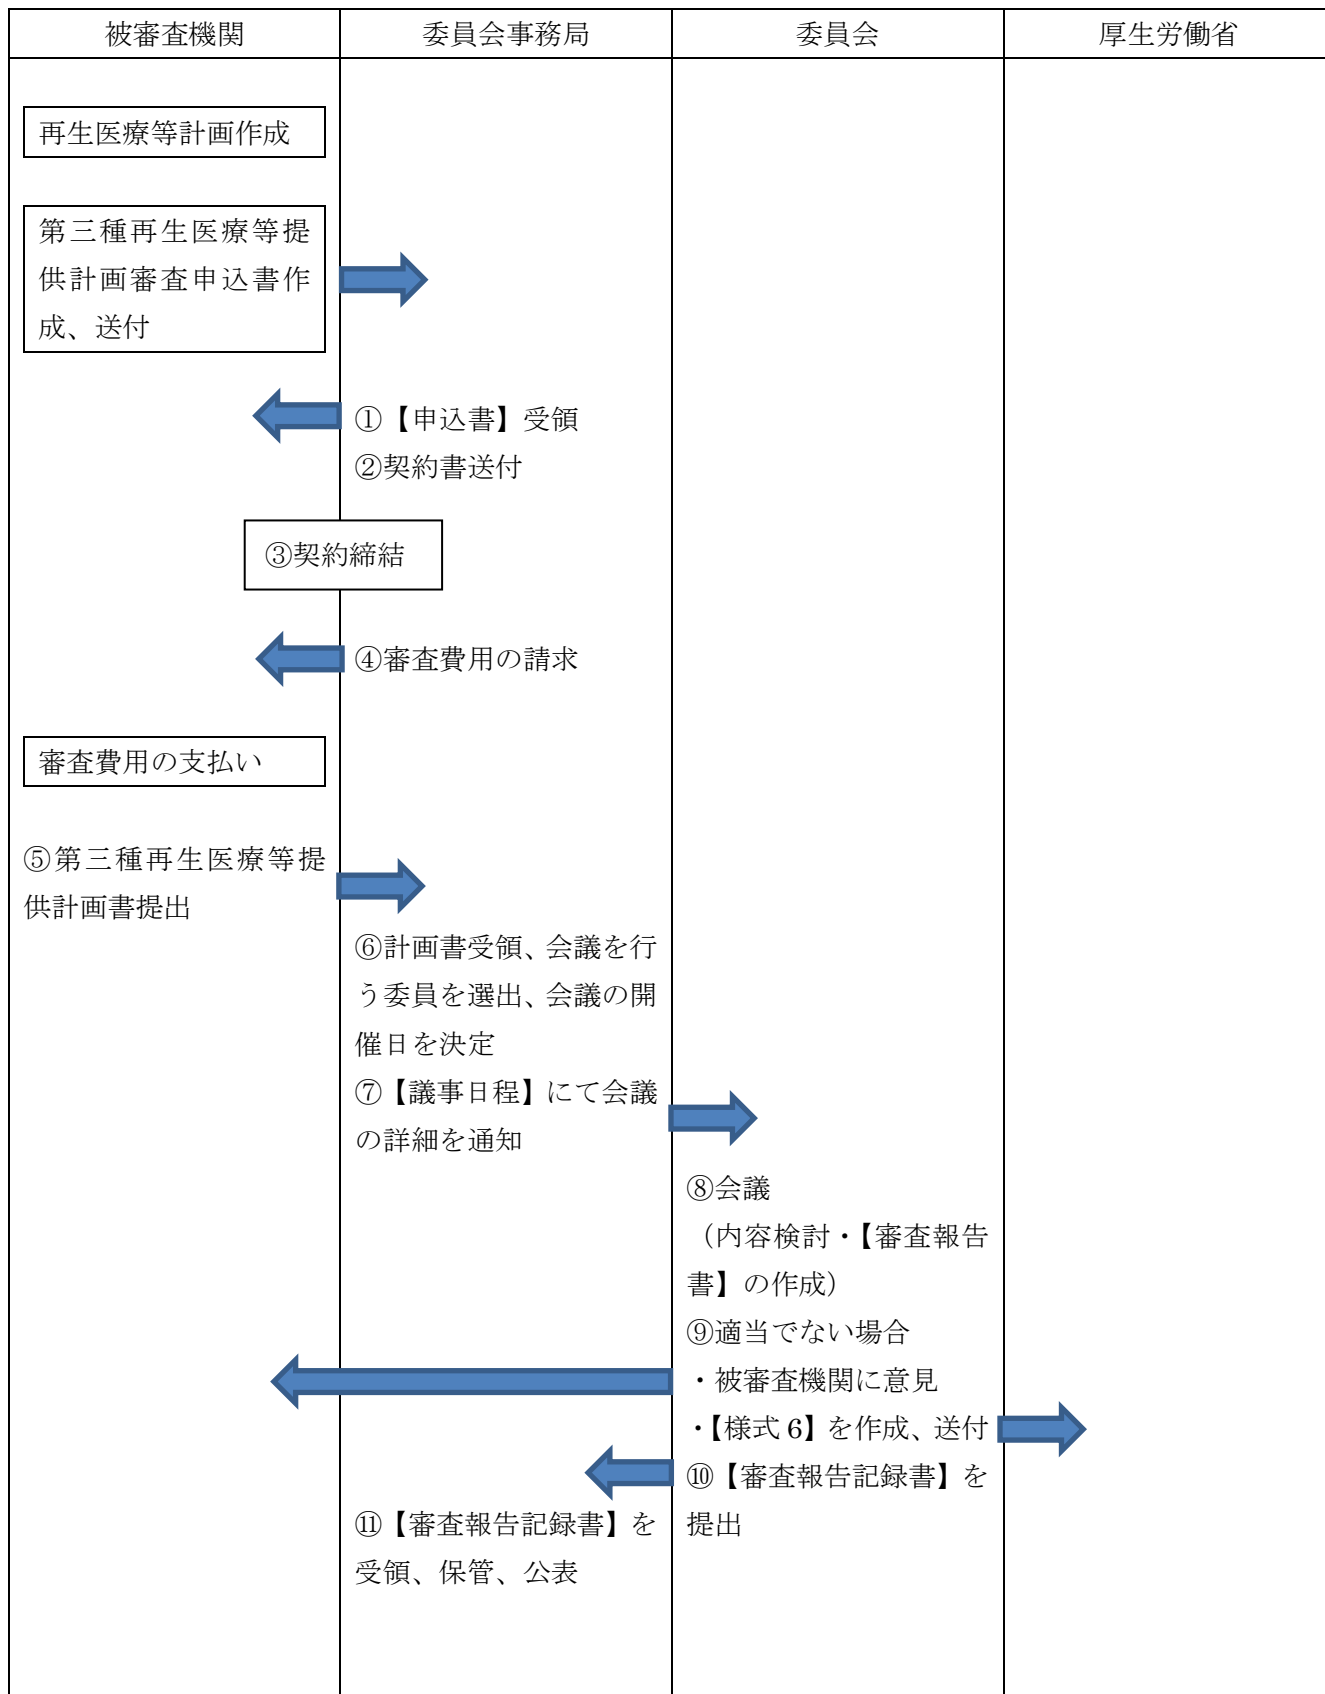 被審査機関
委員会事務局
委員会
厚生労働省
再生医療等計画作成
第三種再生医療等提
供計画審査申込書作
成、送付
①【申込書】受領
②契約書送付
③契約締結
④審査費用の請求
審査費用の支払い
⑤第三種再生医療等提
供計画書提出
⑥計画書受領、会議を行
う委員を選出、会議の開
催日を決定
⑦【議事日程】にて会議
の詳細を通知
⑧会議
（内容検討・【審査報告
書】の作成）
⑨適当でない場合
・被審査機関に意見
・【様式 6】を作成、送付
⑩【審査報告記録書】を
提出
⑪【審査報告記録書】を
受領、保管、公表